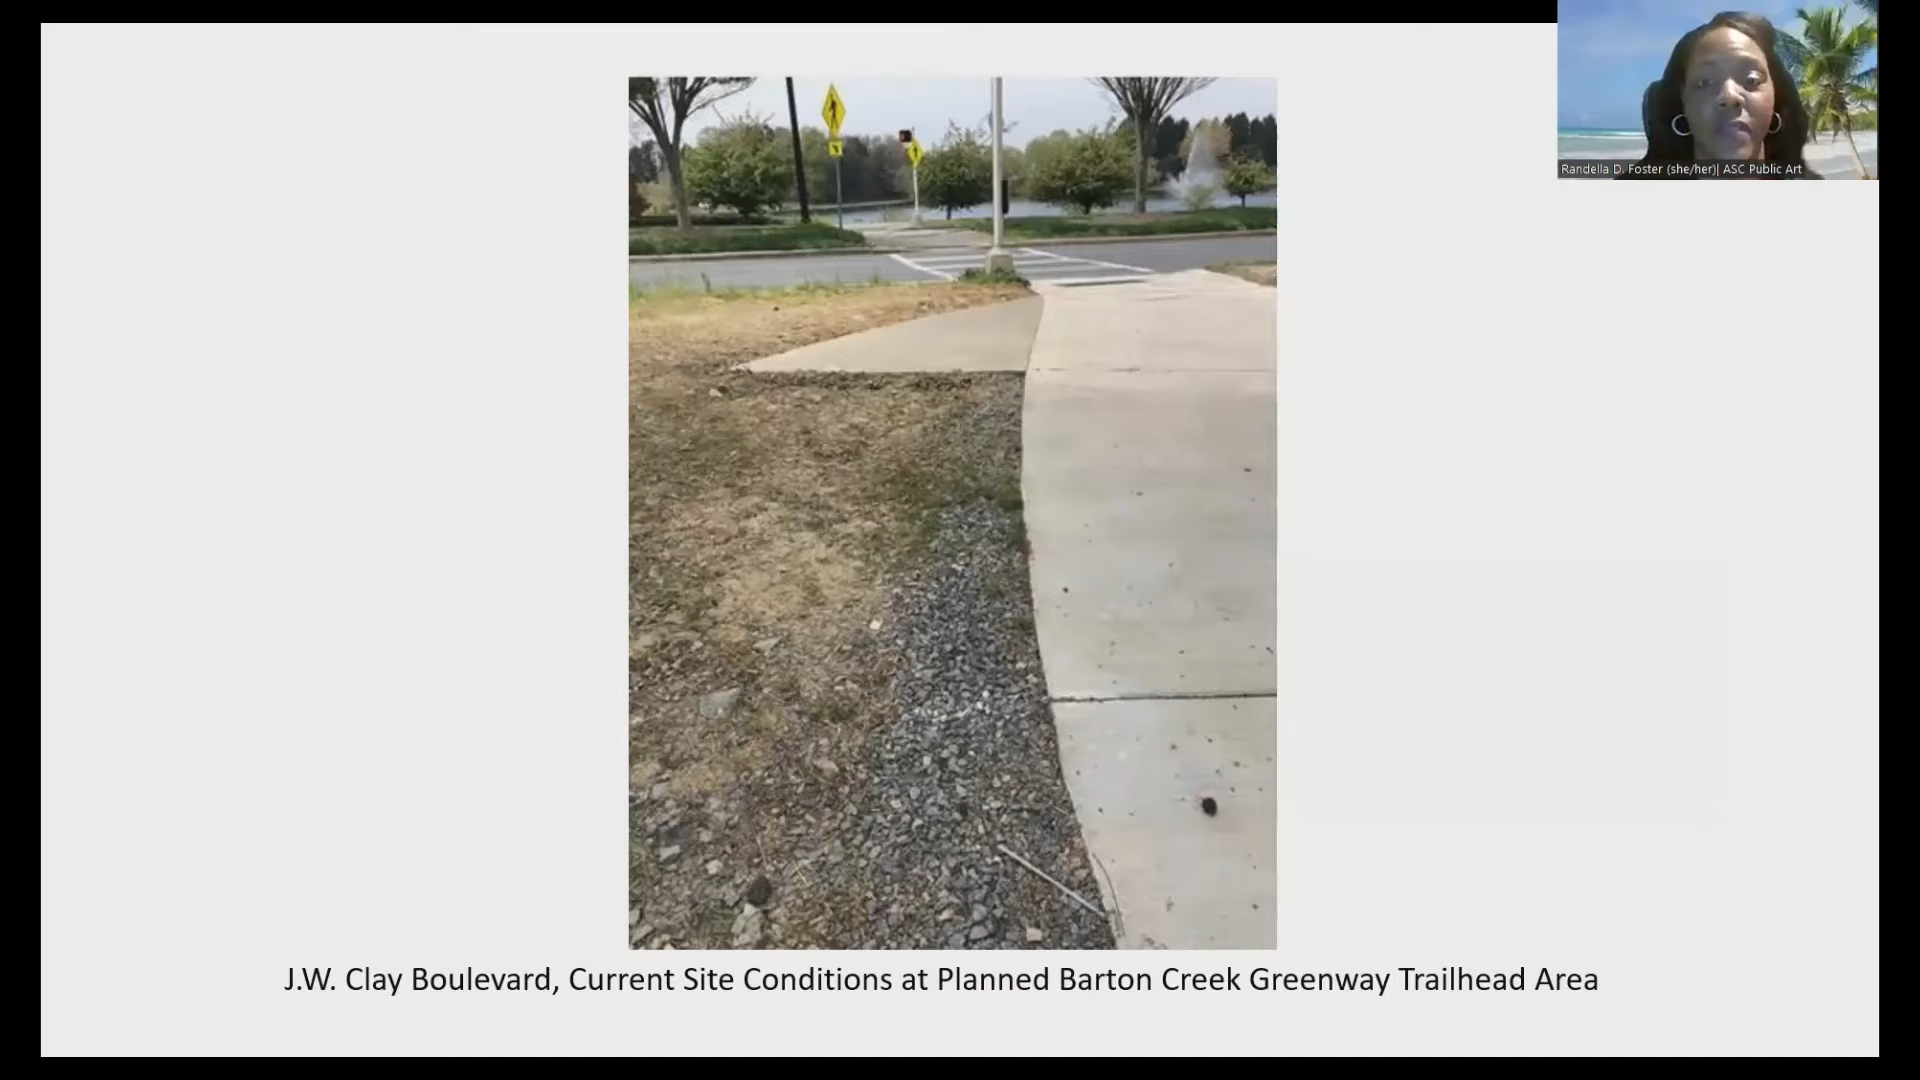 Randella D. Foster (she/her)| ASC Public Art
J.W. Clay Boulevard, Current Site Conditions at Planned Barton Creek Greenway Trailhead Area